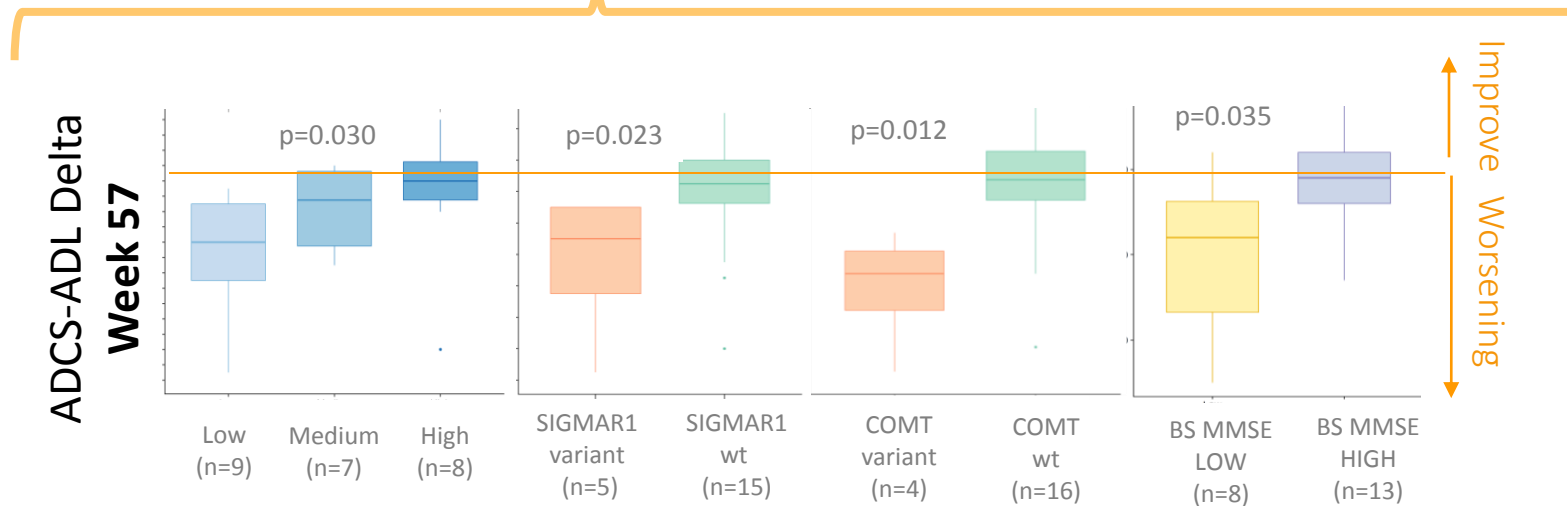 ADCS-ADL Delta
Week 57
p=0.030
p=0.023
p=0.012
p=0.035
Improve
Worsening
Low
(n=9)
Medium
(n=7)
High
(n=8)
SIGMAR1
variant
(n=5)
SIGMAR1
wt
(n=15)
COMT
variant
(n=4)
COMT
wt
(n=16)
BS MMSE
LOW
(n=8)
BS MMSE
HIGH
(n=13)